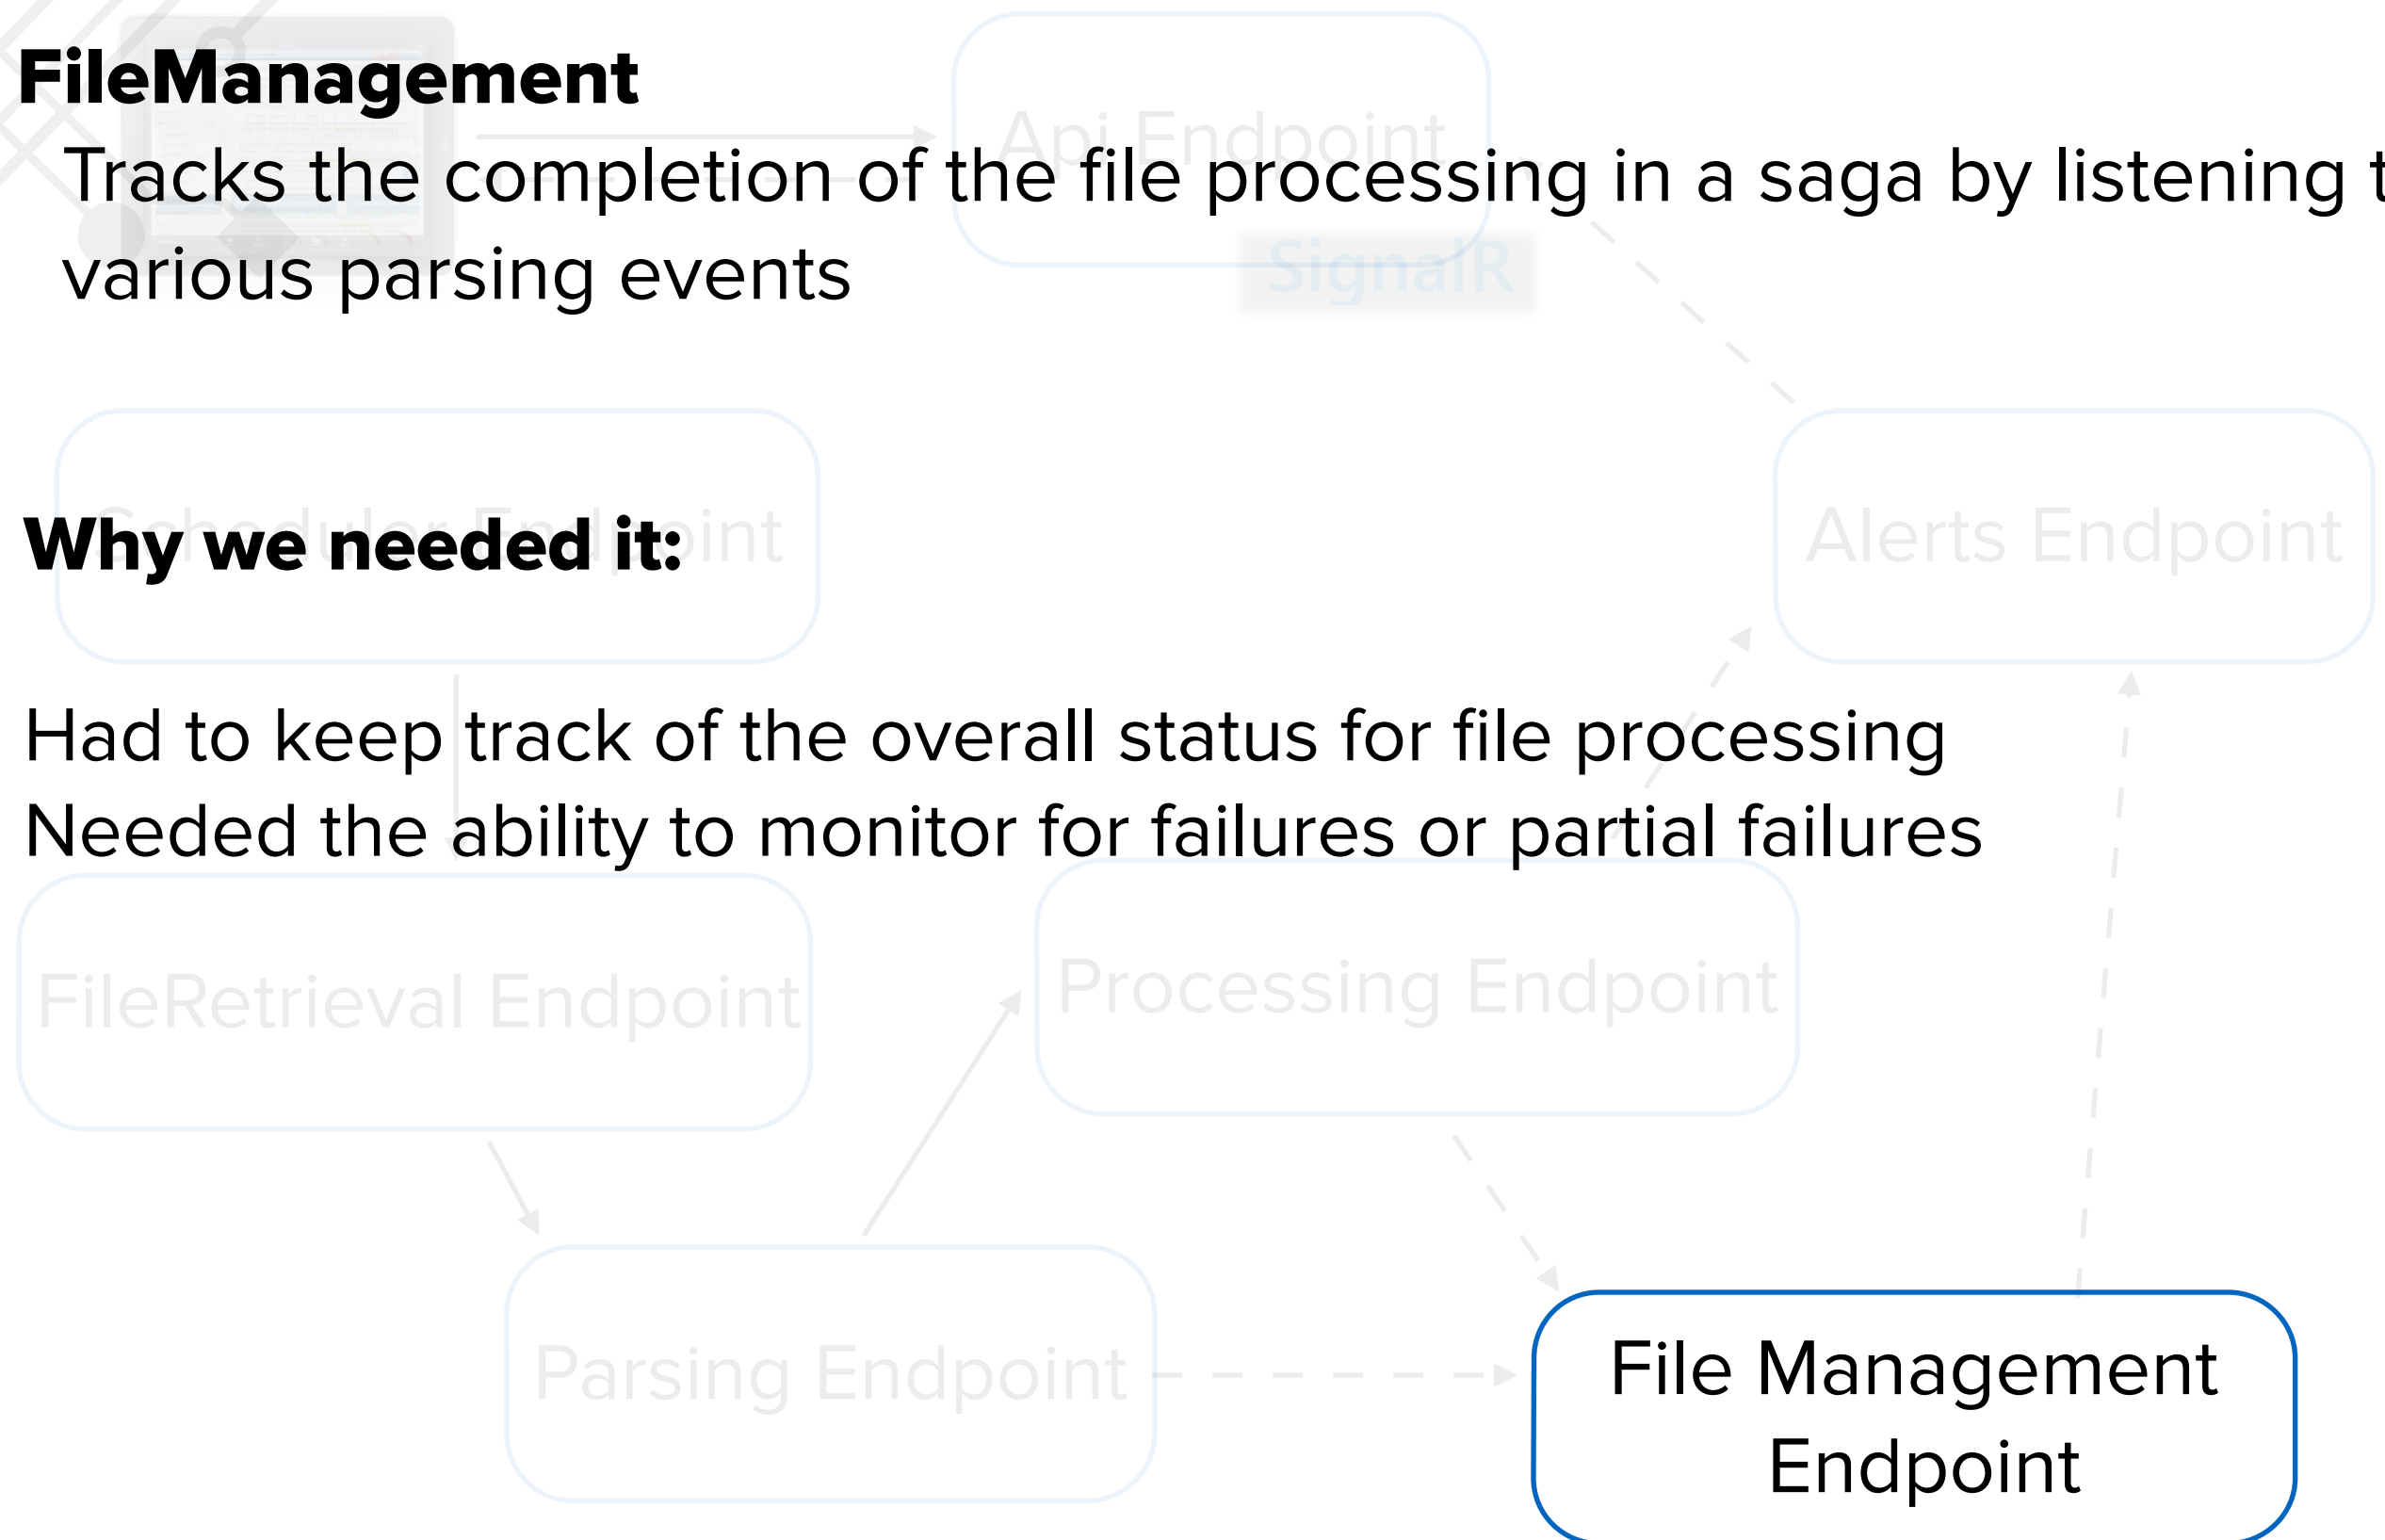 FileManagement
Api Endpoint
Tracks the completion of the file processing in a saga by listening t
various parsing events
SignalR
Scheduler Endpoint
Why we needed it:
Alerts Endpoint
Had to keep track of the overall status for file processing
Needed the ability to monitor for failures or partial failures
FileRetrieval Endpoint
Processing Endpoint
Parsing Endpoint
File Management
Endpoint